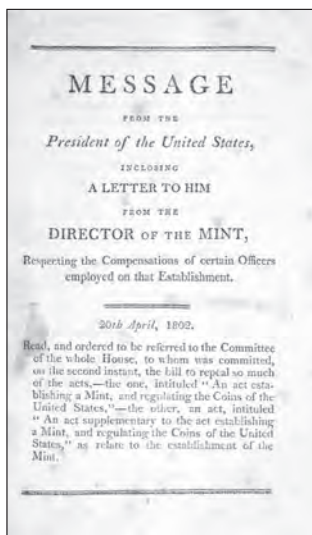 MESSAGE
FROM THE
President of the United States,
INCLOSING
A LETTER TO HIM
FROM THE
DIRECTOR OF THE MINT,
Respecting the Compensations of certain Officers
employed on that Establishment.
20th April, 1802.
Read, and ordered to be referred to the Committee
of the whole House, to whom was committed,
on the second instant, the bill to repeal so much
of the acts,—the one, intituled " An act esta-
blishing a Mint, and regulating the Coins of the
United States,"—the other, an act, intituled
" An act supplementary to the act establishing
a Mint, and regulating the Coins of the United
States," as relate to the establishment of the
Mint.